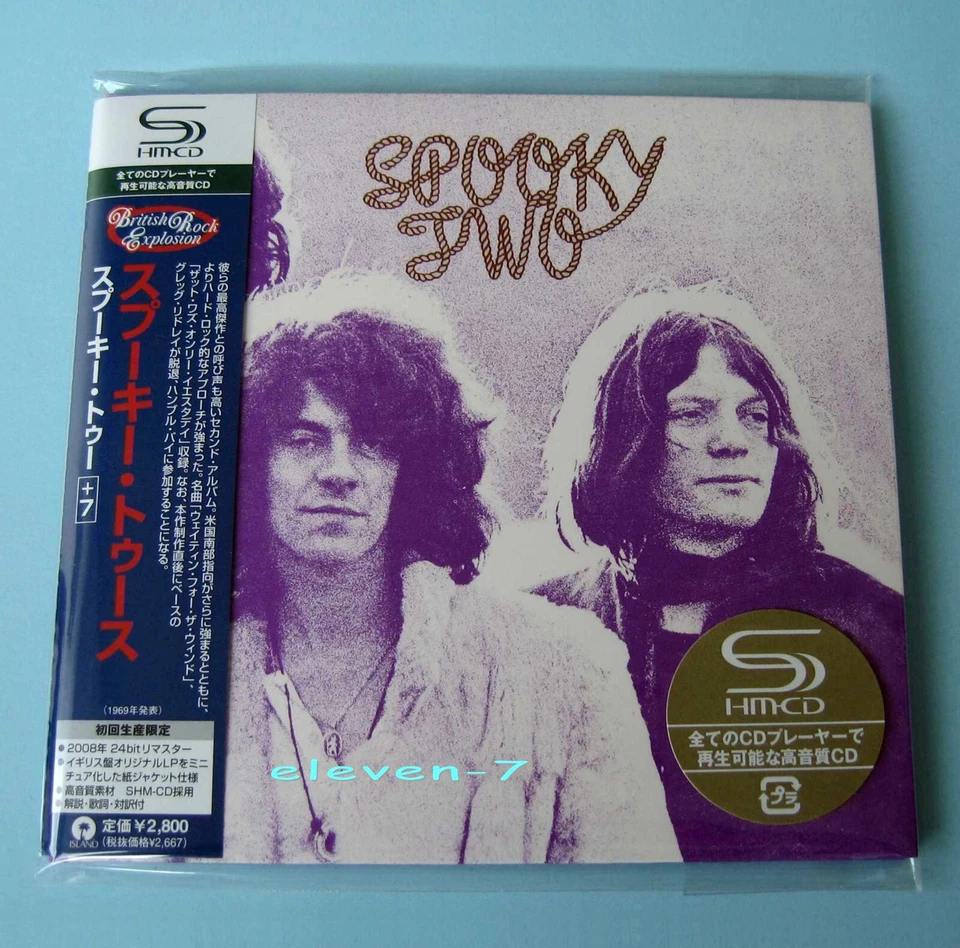 SHM-CD
全てのCDプレーヤーで
再生可能な高音質CD
British Rock
Explosion
スプーキー・トゥース
スプーキー・トゥー +7
彼らの最高傑作との呼び声も高いセカンド・アルバム。米国南部指向がさらに強まるとともに、
よりハード・ロック的なアプローチが強まった。名曲「ウェイティン・フォー・ザ・ウィンド」、
「ザット・ワズ・オンリー・イエスタデイ」収録。なお、本作制作直後にベースの
グレッグ・リドレイが脱退、ハンブル・パイに参加することになる。
(1969年発表)
初回生産限定
●2008年 24bitリマスター
●イギリス盤オリジナルLPをミニ
チュア化した紙ジャケット仕様
●高音質素材 SHM-CD採用
●解説・歌詞・対訳付
ISLAND
定価¥2,800
(税抜価格¥2,667)
SPOOKY
TWO
eleven-7
SHM-CD
全てのCDプレーヤーで
再生可能な高音質CD
プラ